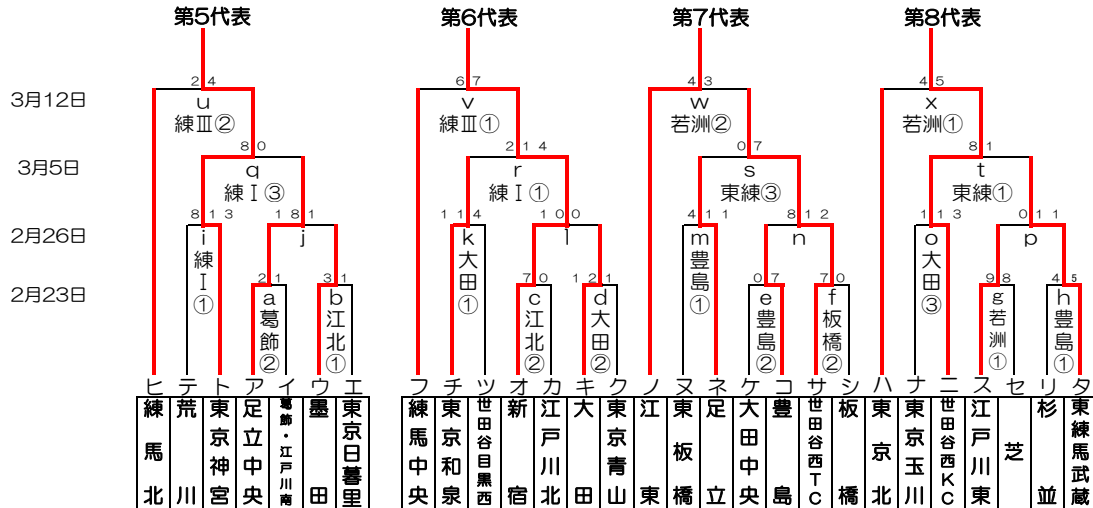 第5代表 第6代表 第7代表 第8代表
3月12日 2 4 6 7 4 3 4 5
u v w x
練Ⅲ② 練Ⅲ① 若洲② 若洲①
3月5日 8 0 2 1 4 0 7 8 1
q r s t
練Ⅰ③ 練Ⅰ① 東練③ 東練①
2月26日 8 1 3 1 8 1 1 1 4 1 0 0 4 1 1 8 1 2 1 1 3 0 1 1
i j k l m n o p
練Ⅰ① 大田① 豊島① 大田③
2月23日 2 1 3 1 7 0 1 2 1 0 7 7 0 9 8 4 5
a b c d e f g h
葛飾② 江北① 江北② 大田② 豊島② 板橋② 若洲① 豊島①
ヒ テ ト ア イ ウ エ フ チ ツ オ カ キ ク ノ ヌ ネ ケ コ サ シ ハ ナ ニ ス セ リ タ
練馬北
荒川
東京神宮
足立中央
葛飾・江戸川南
墨田
東京日暮里
練馬中央
東京和泉
世田谷目黒西
新宿
江戸川北
大田
東京青山
江東
東板橋
足立
大田中央
豊島
世田谷西TC
板橋
東京北
東京玉川
世田谷西KC
江戸川東
芝
杉並
東練馬武蔵